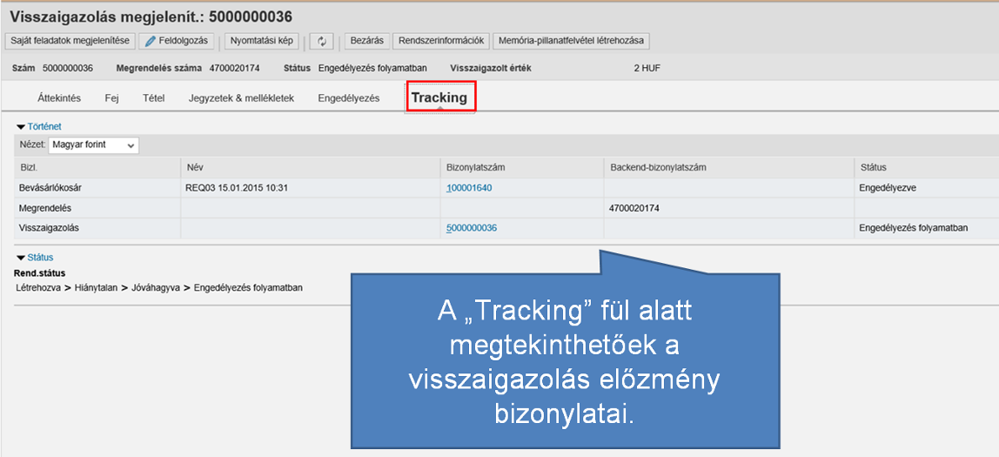 Visszaigazolás megjelenít.: 5000000036
Saját feladatok megjelenítése Feldolgozás Nyomtatási kép Bezárás Rendszerinformációk Memória-pillanatfelvétel létrehozása
Szám 5000000036 Megrendelés száma 4700020174 Státus Engedélyezés folyamatban Visszaigazolt érték 2 HUF
Áttekintés Fej Tétel Jegyzetek & mellékletek Engedélyezés Tracking
Történet
Nézet: Magyar forint
Bizl. Név Bizonylatszám Backend-bizonylatszám Státus
Bevásárlókosár REQ03 15.01.2015 10:31 100001640 Engedélyezve
Megrendelés 4700020174
Visszaigazolás 5000000036 Engedélyezés folyamatban
Státus
Rend.státus
Létrehozva > Hiánytalan > Jóváhagyva > Engedélyezés folyamatban
A „Tracking” fül alatt
megtekinthetőek a
visszaigazolás előzmény
bizonylatai.